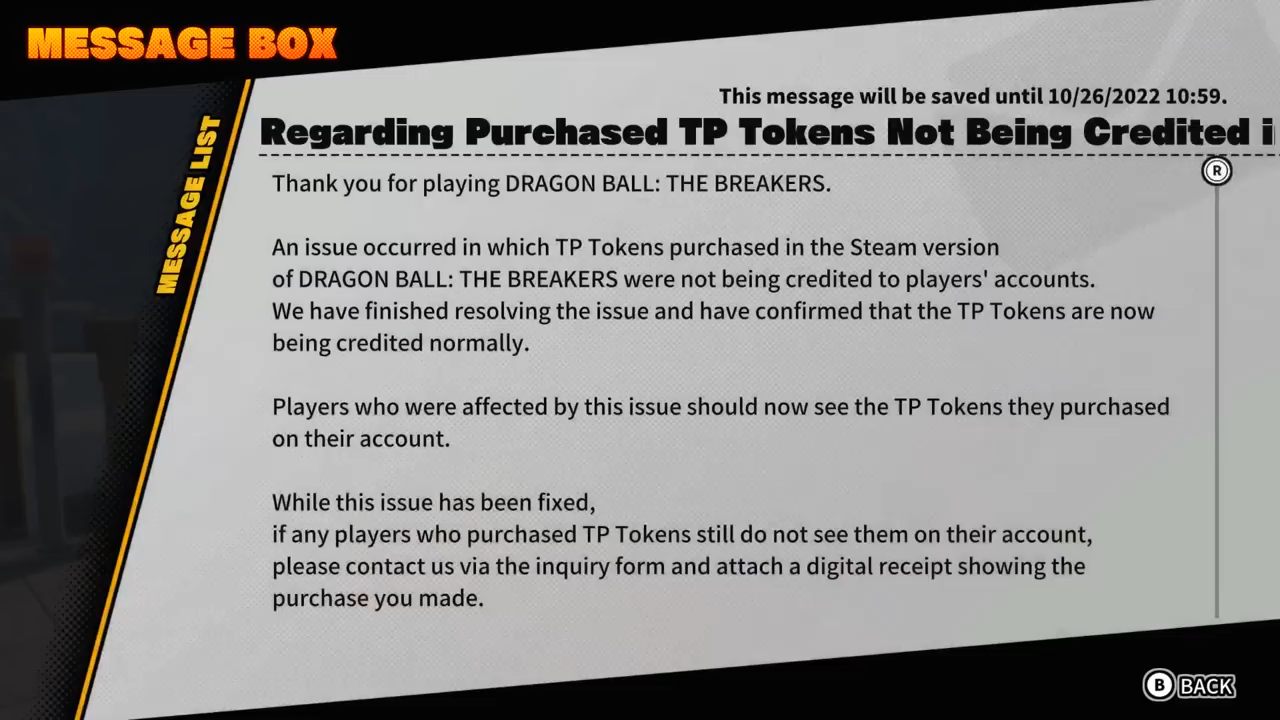 MESSAGE BOX
MESSAGE LIST
This message will be saved until 10/26/2022 10:59.
Regarding Purchased TP Tokens Not Being Credited
R
Thank you for playing DRAGON BALL: THE BREAKERS.
An issue occurred in which TP Tokens purchased in the Steam version
of DRAGON BALL: THE BREAKERS were not being credited to players' accounts.
We have finished resolving the issue and have confirmed that the TP Tokens are now
being credited normally.
Players who were affected by this issue should now see the TP Tokens they purchased
on their account.
While this issue has been fixed,
if any players who purchased TP Tokens still do not see them on their account,
please contact us via the inquiry form and attach a digital receipt showing the
purchase you made.
B BACK